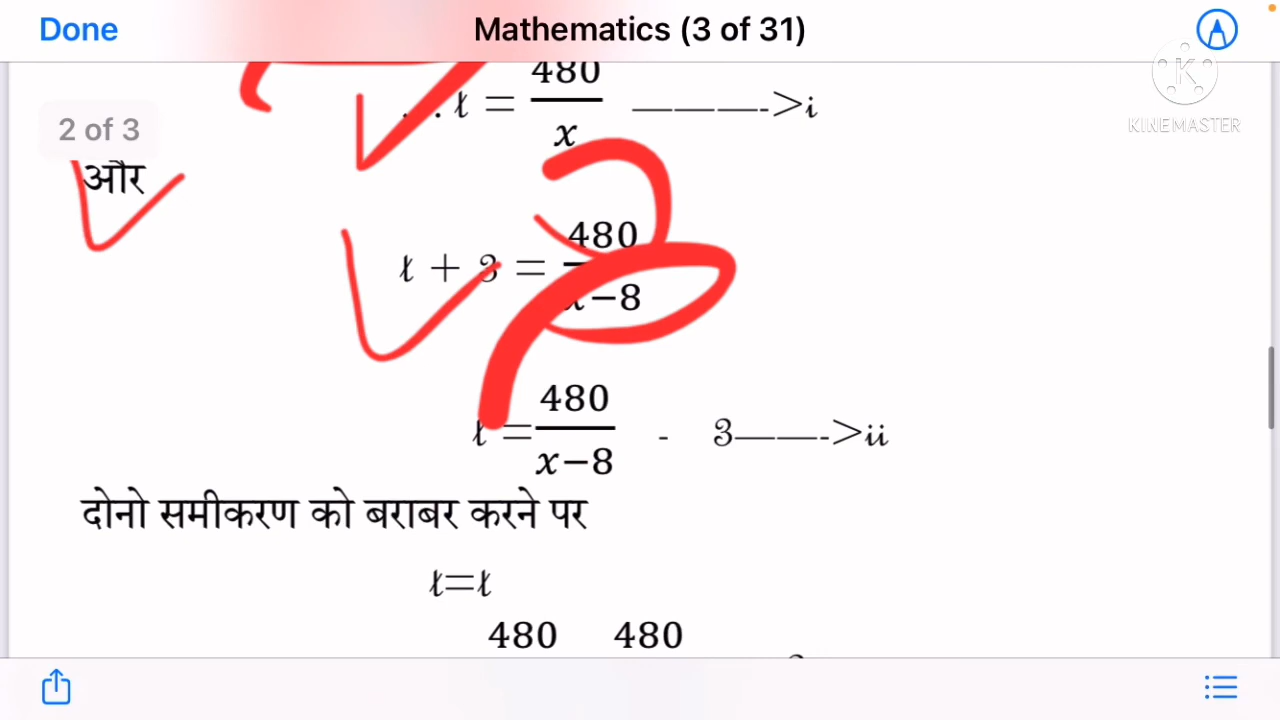 Done
Mathematics (3 of 31)
KINEMASTER
2 of 3
∴ t = 480/x ————->i
और
t + 3 = 480/x−8
t = 480/x−8 - 3——->ii
दोनो समीकरण को बराबर करने पर
t=t
480 480